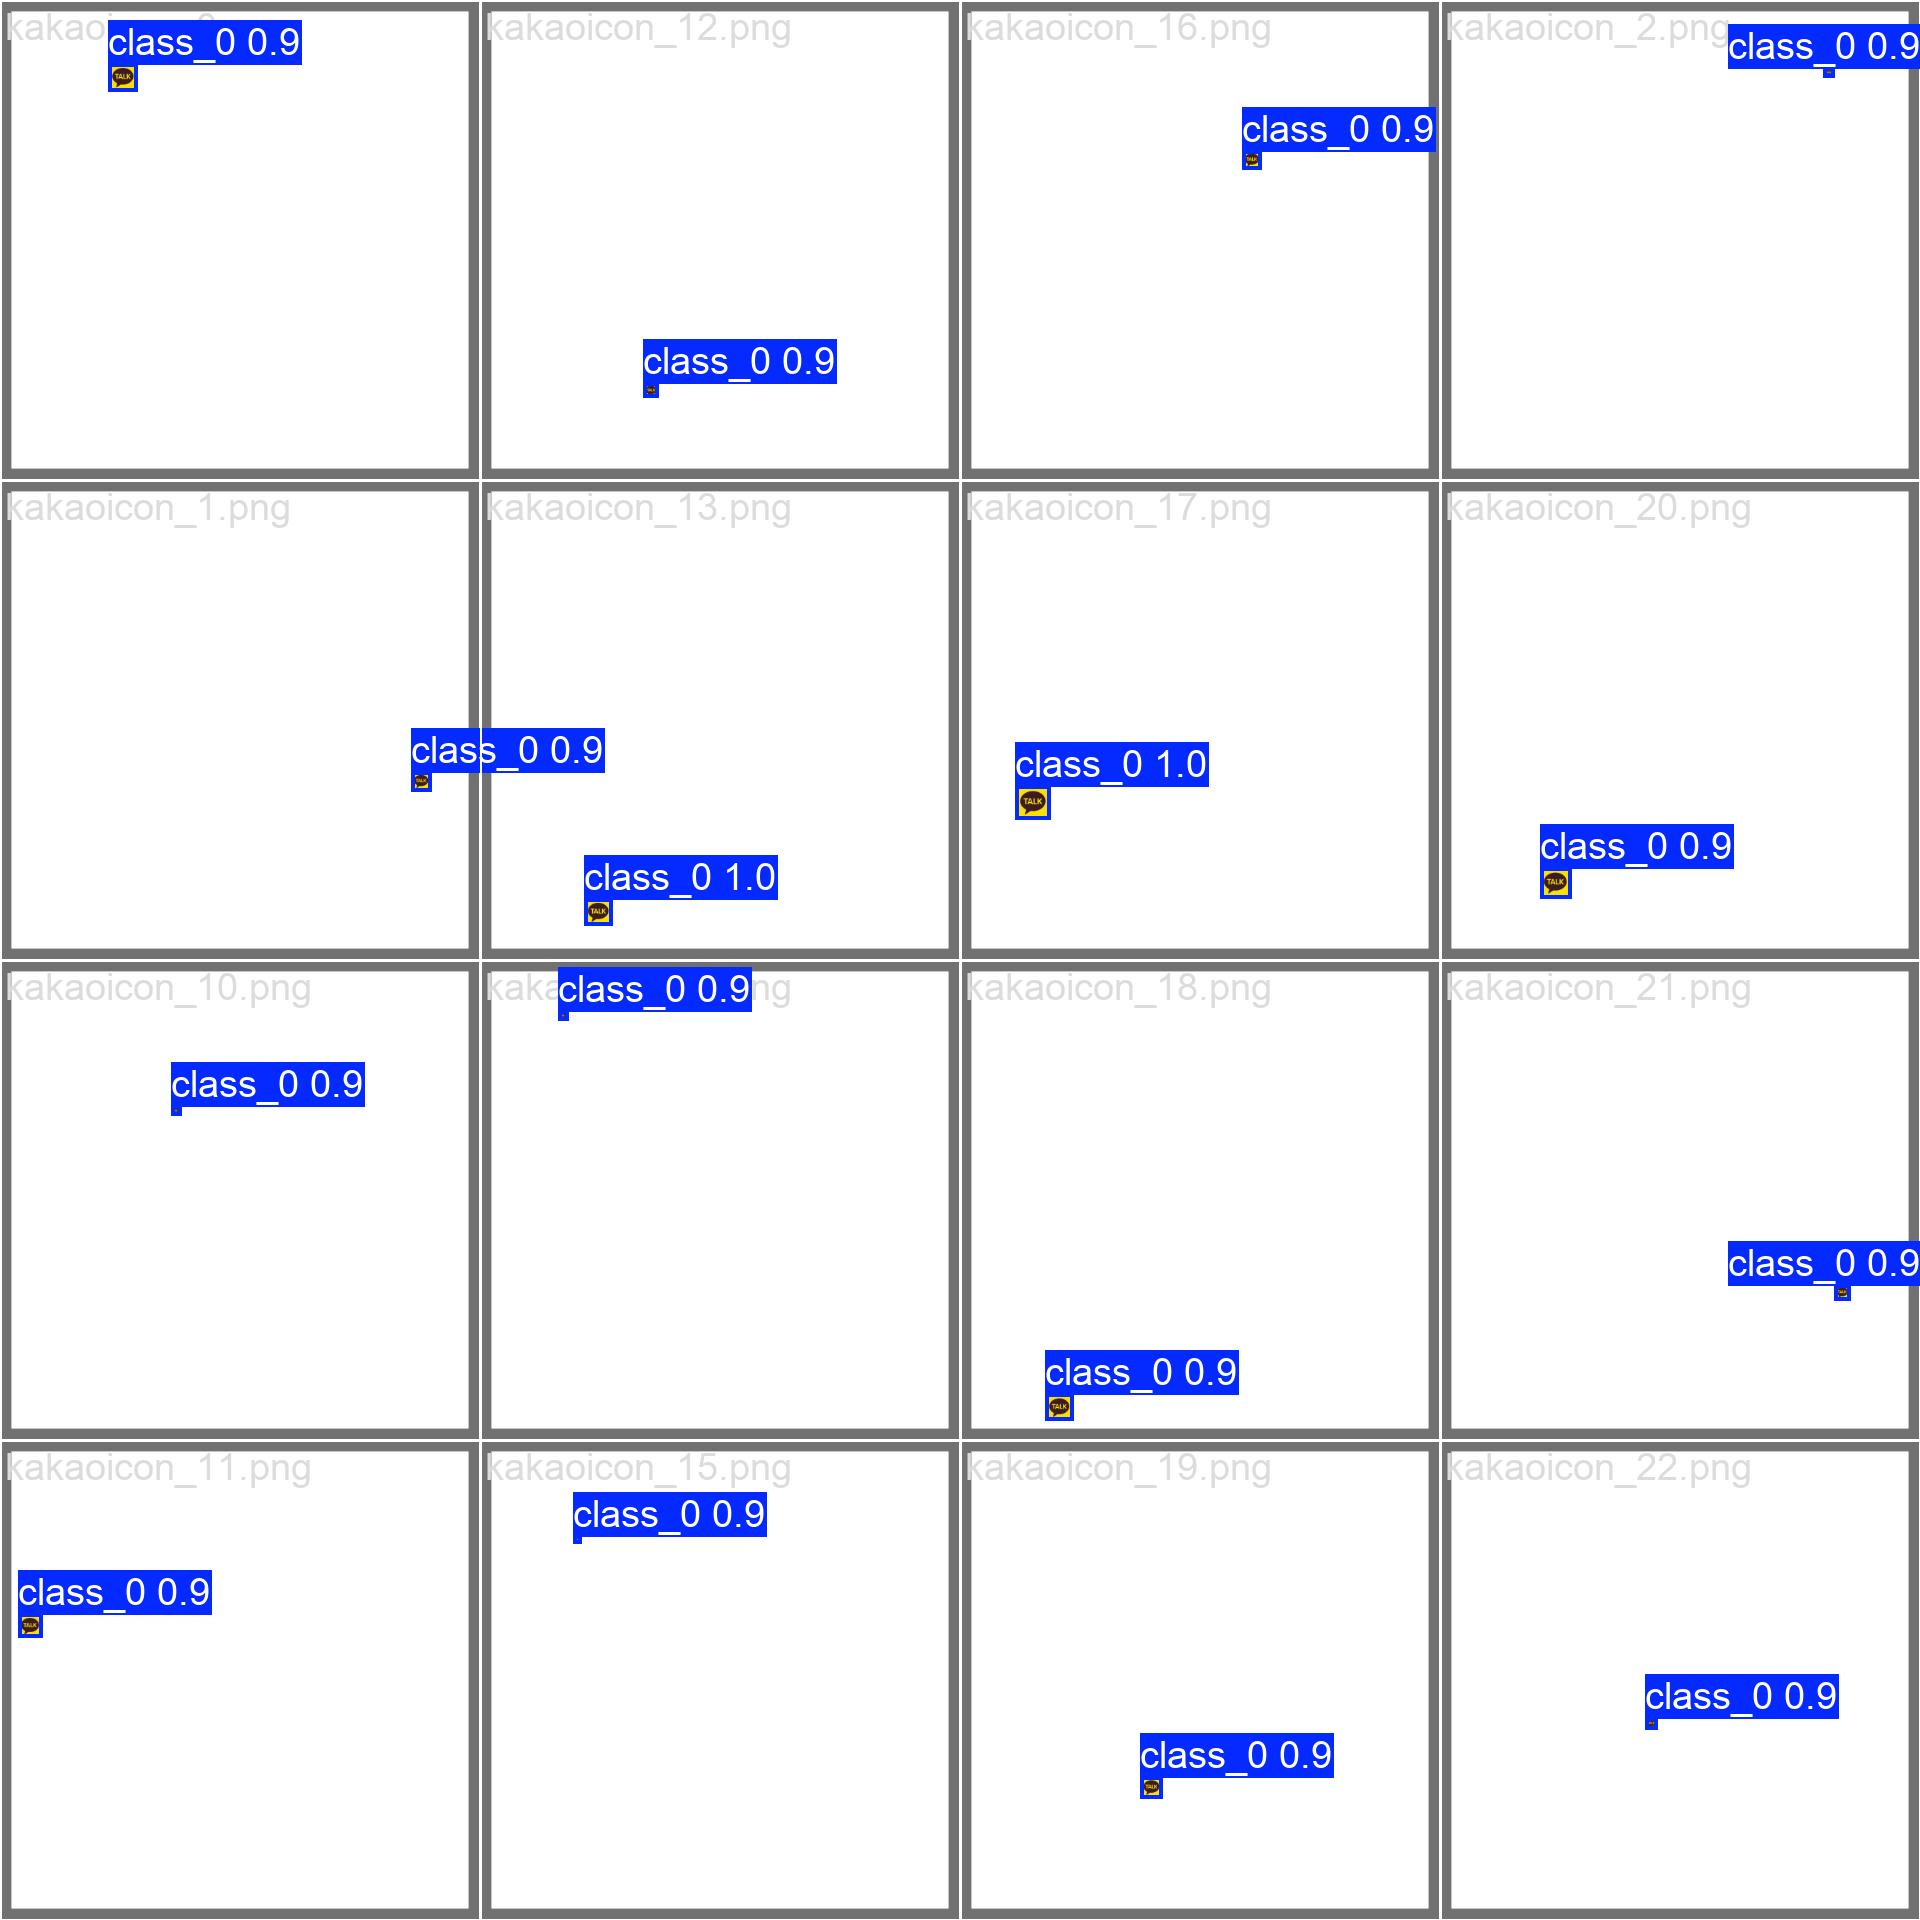 kakao
class_0 0.9
TALK
kakaoicon_12.png
class_0 0.9
TALK
kakaoicon_16.png
class_0 0.9
TALK
kakaoicon_2.png
class_0 0.9
kakaoicon_1.png
class_0 0.9
TALK
kakaoicon_13.png
class_0 1.0
TALK
kakaoicon_17.png
class_0 1.0
TALK
kakaoicon_20.png
class_0 0.9
TALK
kakaoicon_10.png
class_0 0.9
class_0 0.9
kakaoicon_18.png
class_0 0.9
TALK
kakaoicon_21.png
class_0 0.9
kakaoicon_11.png
class_0 0.9
TALK
kakaoicon_15.png
class_0 0.9
kakaoicon_19.png
class_0 0.9
TALK
kakaoicon_22.png
class_0 0.9